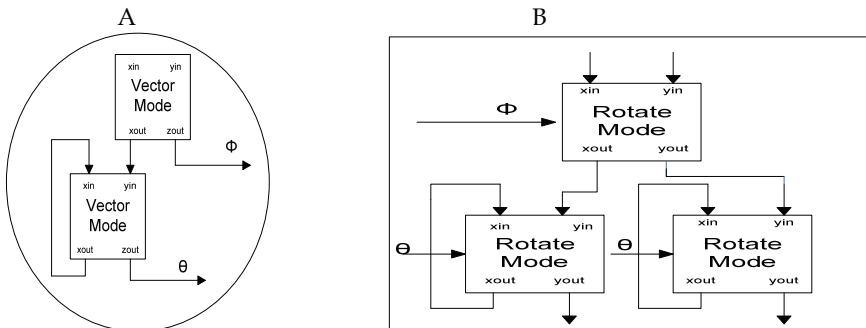 A
B
xin yin
Vector
Mode
xout zout
Φ
xin yin
Vector
Mode
xout zout
θ
xin yin
Φ
Rotate
Mode
xout yout
xin yin
Θ
Rotate
Mode
xout yout
xin yin
Θ
Rotate
Mode
xout yout